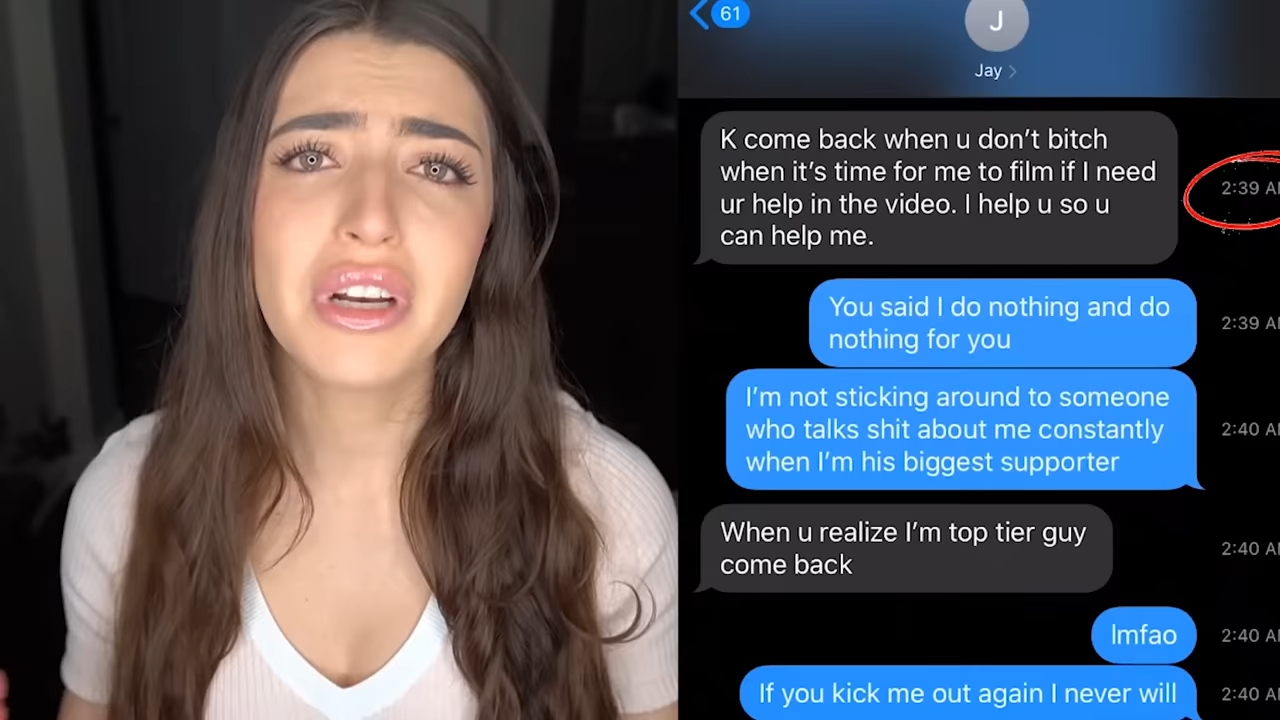 61
J
Jay
K come back when u don't bitch
when it's time for me to film if I need
ur help in the video. I help u so u
can help me.
2:39 A
You said I do nothing and do
nothing for you
2:39 A
I'm not sticking around to someone
who talks shit about me constantly
when I'm his biggest supporter
2:40 A
When u realize I'm top tier guy
come back
2:40 A
lmfao
2:40 A
If you kick me out again I never will
2:40 A